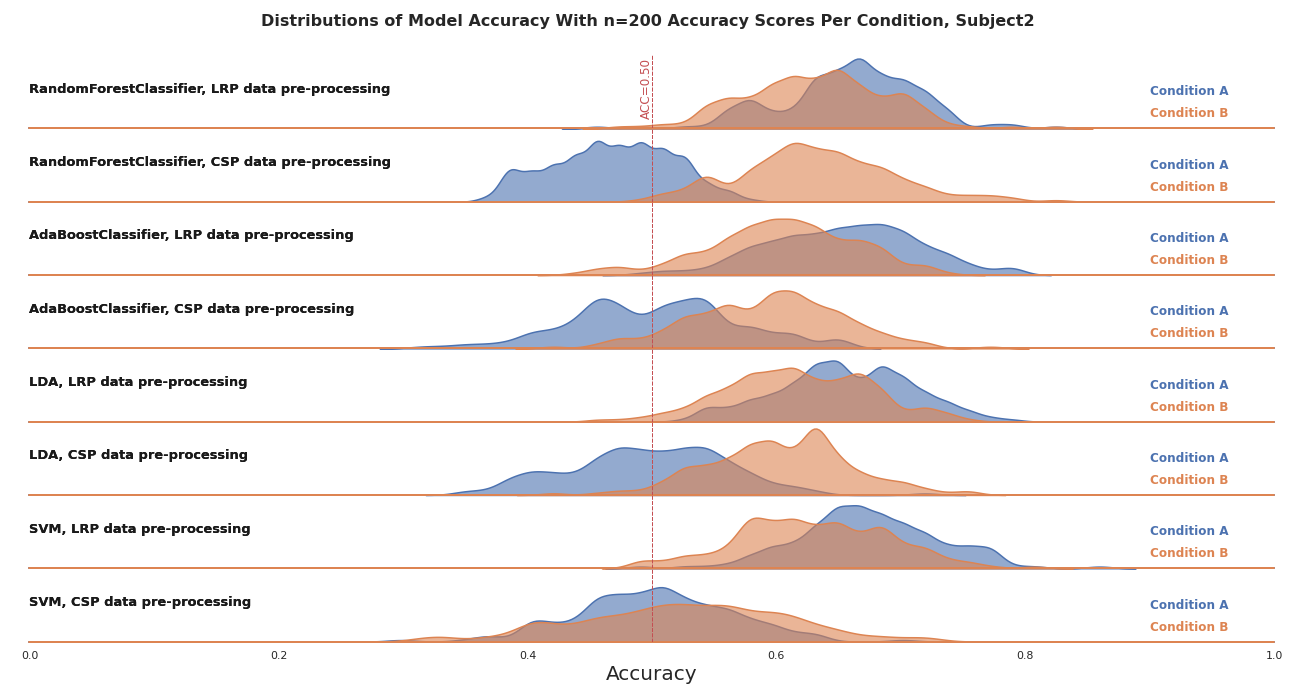 Distributions of Model Accuracy With n=200 Accuracy Scores Per Condition, Subject2
ACC=0.50
RandomForestClassifier, LRP data pre-processing
Condition A
Condition B
RandomForestClassifier, CSP data pre-processing
Condition A
Condition B
AdaBoostClassifier, LRP data pre-processing
Condition A
Condition B
AdaBoostClassifier, CSP data pre-processing
Condition A
Condition B
LDA, LRP data pre-processing
Condition A
Condition B
LDA, CSP data pre-processing
Condition A
Condition B
SVM, LRP data pre-processing
Condition A
Condition B
SVM, CSP data pre-processing
Condition A
Condition B
0.0 0.2 0.4 0.6 0.8 1.0
Accuracy